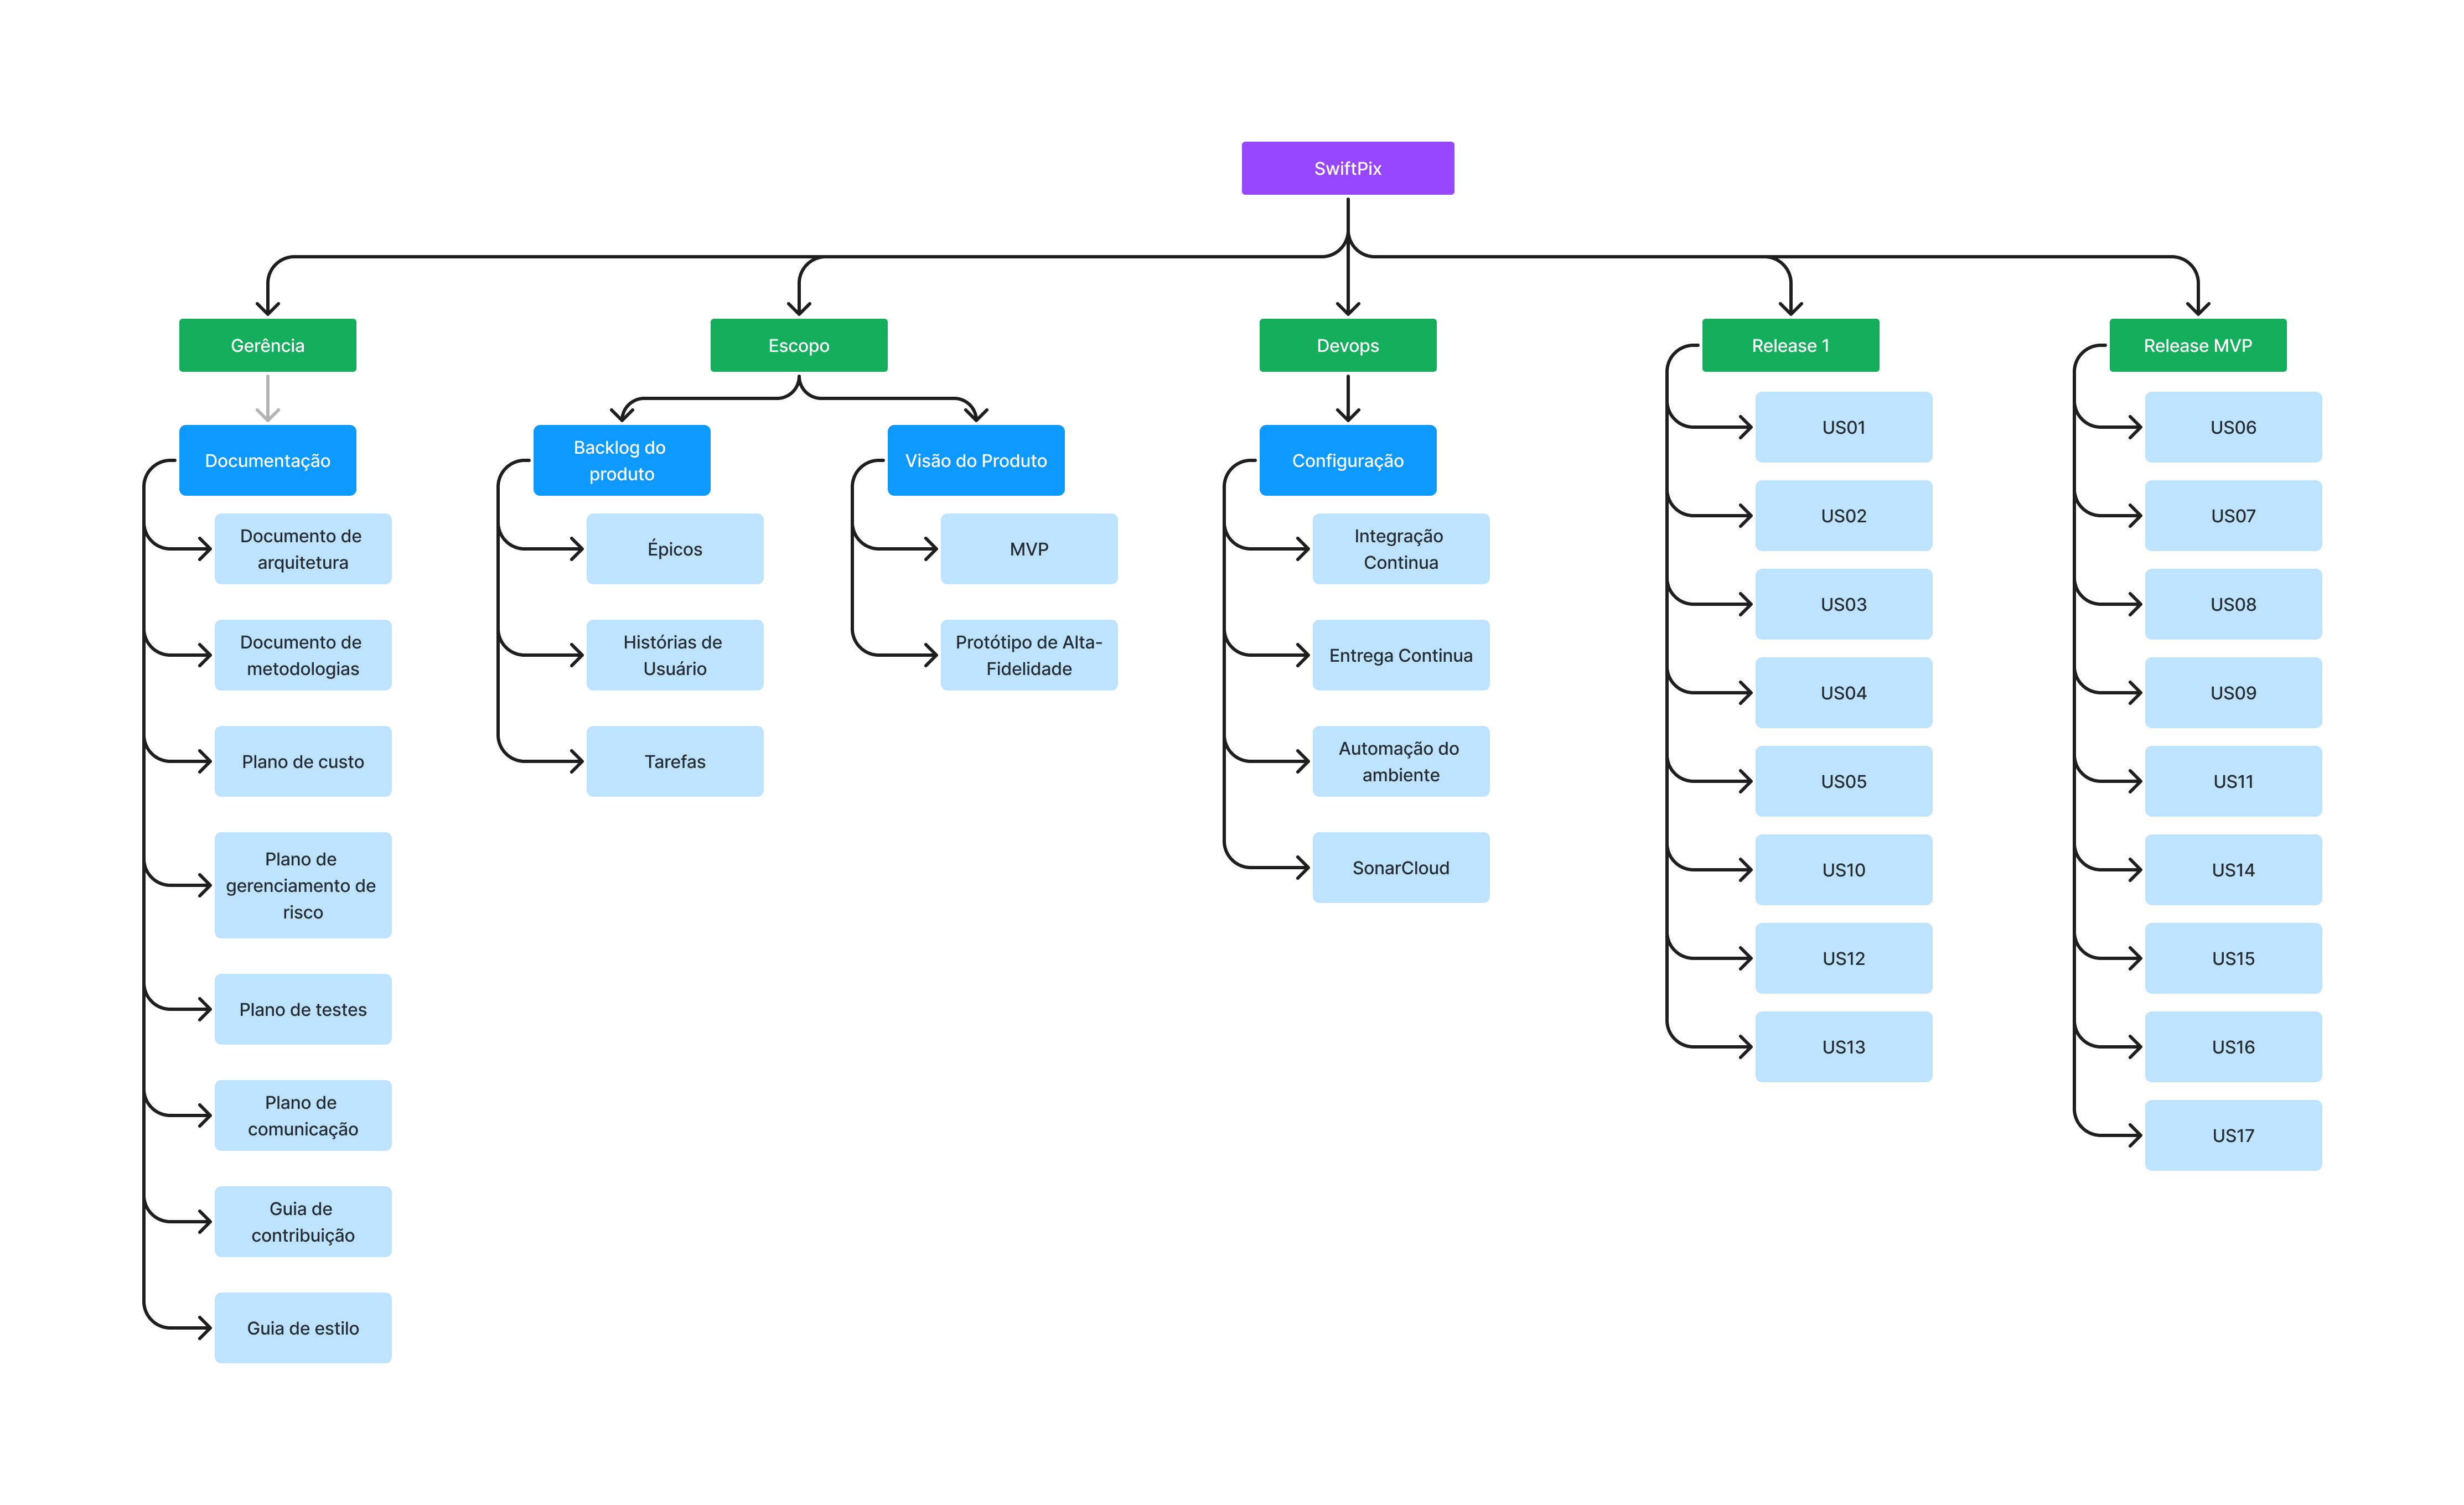 SwiftPix
Gerência
Escopo
Devops
Release 1
Release MVP
Documentação
Documento de
arquitetura
Documento de
metodologias
Plano de custo
Plano de
gerenciamento de
risco
Plano de testes
Plano de
comunicação
Guia de
contribuição
Guia de estilo
Backlog do
produto
Épicos
Histórias de
Usuário
Tarefas
Visão do Produto
MVP
Protótipo de Alta-
Fidelidade
Configuração
Integração
Continua
Entrega Continua
Automação do
ambiente
SonarCloud
US01
US02
US03
US04
US05
US10
US12
US13
US06
US07
US08
US09
US11
US14
US15
US16
US17